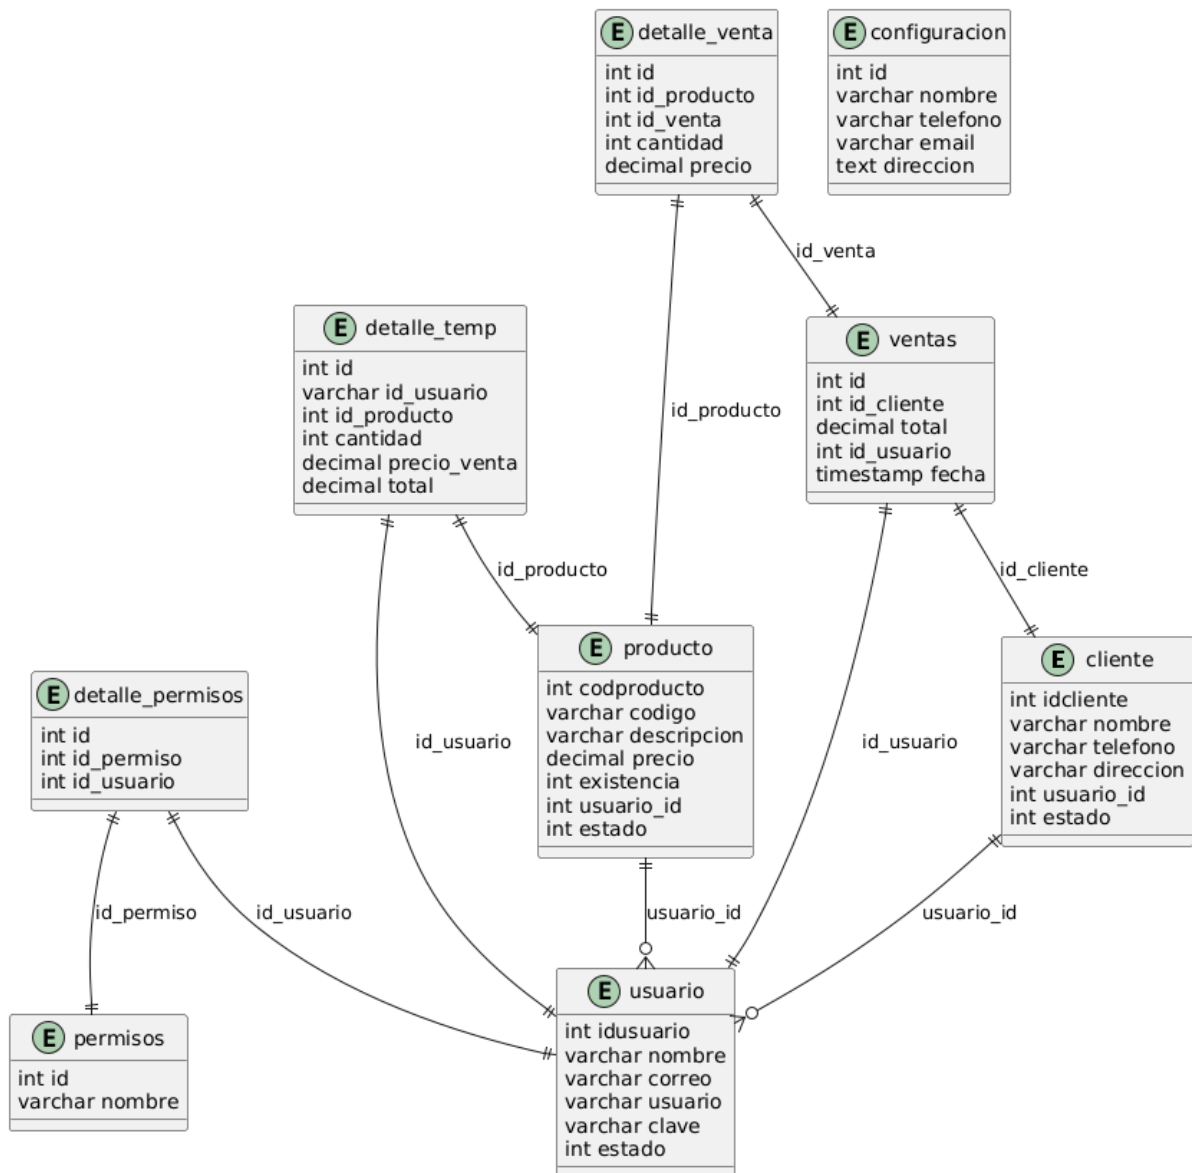 E detalle_venta
int id
int id_producto
int id_venta
int cantidad
decimal precio
E configuracion
int id
varchar nombre
varchar telefono
varchar email
text direccion
id_venta
E detalle_temp
int id
varchar id_usuario
int id_producto
int cantidad
decimal precio_venta
decimal total
E ventas
int id
int id_cliente
decimal total
int id_usuario
timestamp fecha
id_producto
id_producto
id_cliente
E detalle_permisos
int id
int id_permiso
int id_usuario
E producto
int codproducto
varchar codigo
varchar descripcion
decimal precio
int existencia
int usuario_id
int estado
E cliente
int idcliente
varchar nombre
varchar telefono
varchar direccion
int usuario_id
int estado
id_usuario
id_usuario
id_permiso
id_usuario
usuario_id
usuario_id
E permisos
int id
varchar nombre
E usuario
int idusuario
varchar nombre
varchar correo
varchar usuario
varchar clave
int estado